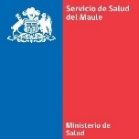 Servicio de Salud
del Maule
Ministerio de
Salud